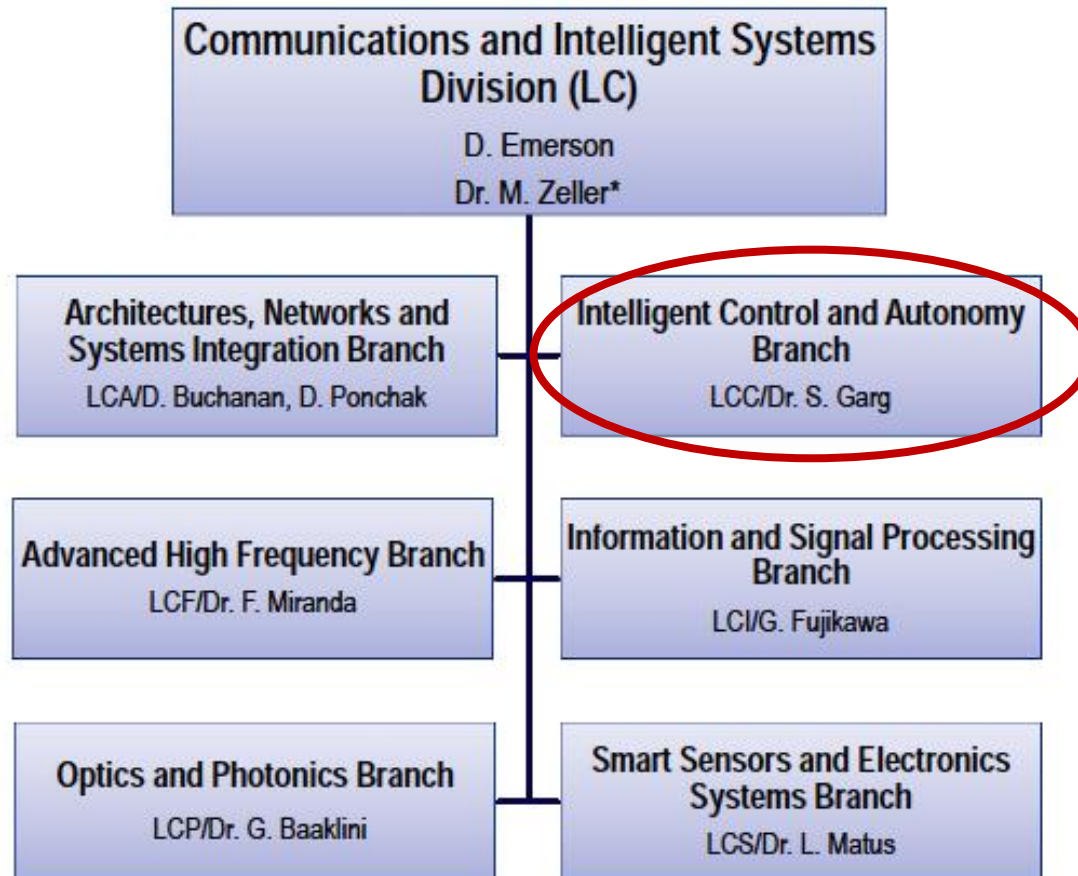 Communications and Intelligent Systems
Division (LC)
D. Emerson
Dr. M. Zeller*
Architectures, Networks and
Systems Integration Branch
LCA/D. Buchanan, D. Ponchak
Intelligent Control and Autonomy
Branch
LCC/Dr. S. Garg
Advanced High Frequency Branch
LCF/Dr. F. Miranda
Information and Signal Processing
Branch
LCI/G. Fujikawa
Optics and Photonics Branch
LCP/Dr. G. Baaklini
Smart Sensors and Electronics
Systems Branch
LCS/Dr. L. Matus